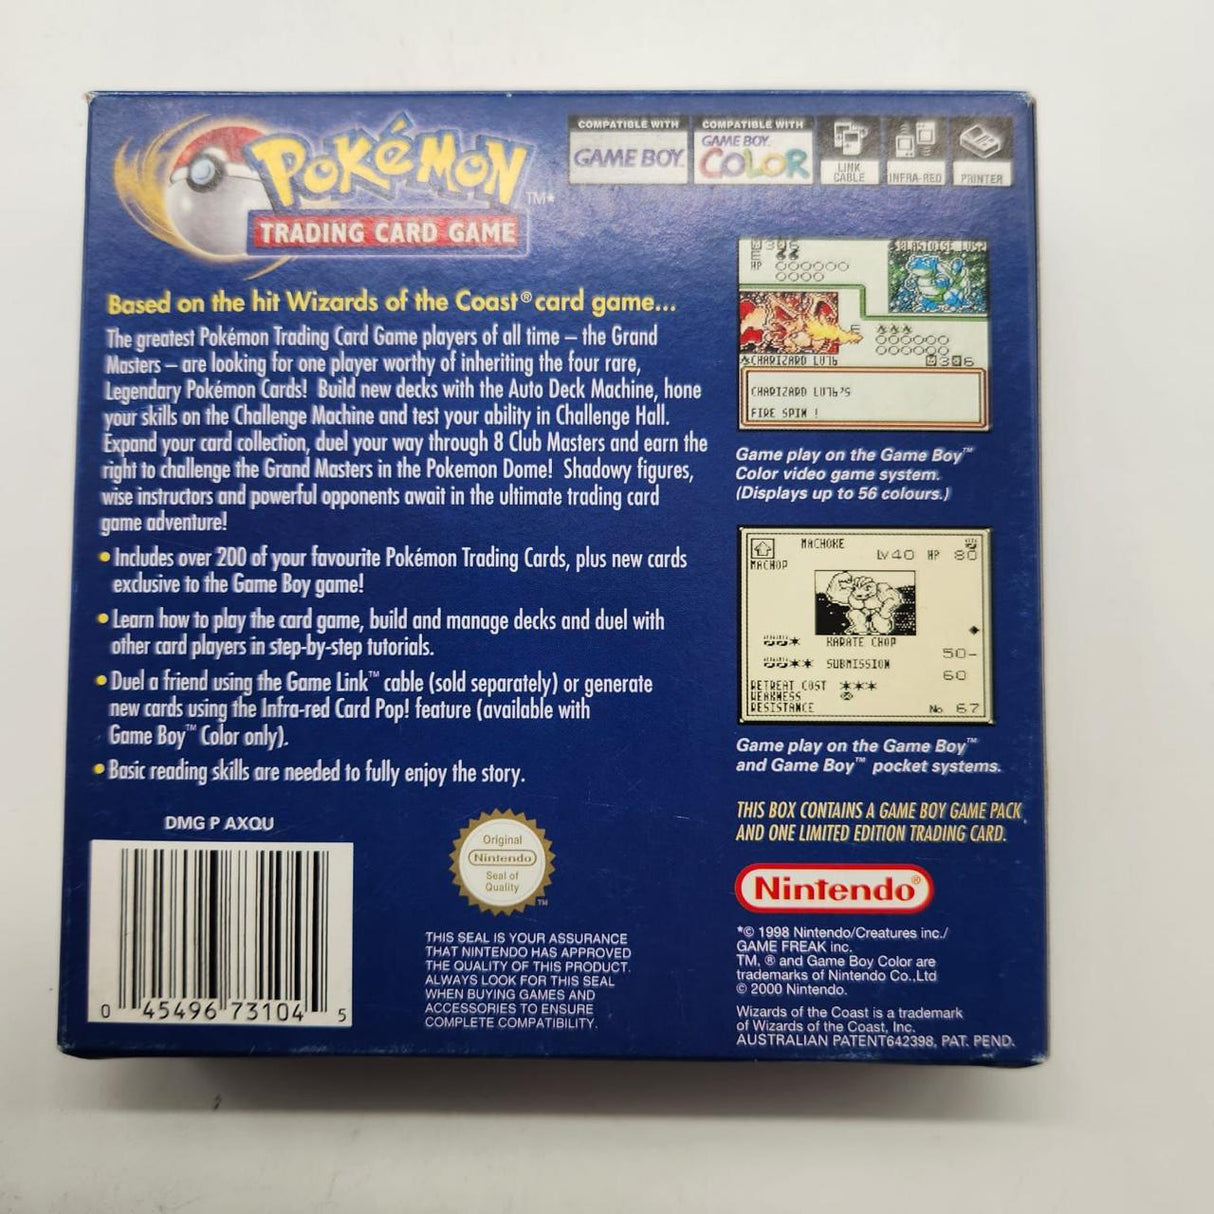 POKéMON TM*
TRADING CARD GAME
COMPATIBLE WITH
GAME BOY
COMPATIBLE WITH
GAME BOY
COLOR
LINK
CABLE
INFRA-RED
PRINTER
Based on the hit Wizards of the Coast® card game...
The greatest Pokémon Trading Card Game players of all time – the Grand
Masters – are looking for one player worthy of inheriting the four rare,
Legendary Pokémon Cards! Build new decks with the Auto Deck Machine, hone
your skills on the Challenge Machine and test your ability in Challenge Hall.
Expand your card collection, duel your way through 8 Club Masters and earn the
right to challenge the Grand Masters in the Pokemon Dome! Shadowy figures,
wise instructors and powerful opponents await in the ultimate trading card
game adventure!
• Includes over 200 of your favourite Pokémon Trading Cards, plus new cards
exclusive to the Game Boy game!
• Learn how to play the card game, build and manage decks and duel with
other card players in step-by-step tutorials.
• Duel a friend using the Game Link™ cable (sold separately) or generate
new cards using the Infra-red Card Pop! feature (available with
Game Boy™ Color only).
• Basic reading skills are needed to fully enjoy the story.
BLASTOISE LV52
HP
CHARIZARD LV76
CHARIZARD LV76'S
FIRE SPIN !
Game play on the Game Boy™
Color video game system.
(Displays up to 56 colours.)
MACHOKE
LV40 HP 80
MACHOP
KARATE CHOP
50-
SUBMISSION
60
RETREAT COST
WEAKNESS
RESISTANCE
No. 67
Game play on the Game Boy™
and Game Boy™ pocket systems.
THIS BOX CONTAINS A GAME BOY GAME PACK
AND ONE LIMITED EDITION TRADING CARD.
DMG P AXQU
0 45496 73104 5
Original
Nintendo
Seal of
Quality
TM
THIS SEAL IS YOUR ASSURANCE
THAT NINTENDO HAS APPROVED
THE QUALITY OF THIS PRODUCT.
ALWAYS LOOK FOR THIS SEAL
WHEN BUYING GAMES AND
ACCESSORIES TO ENSURE
COMPLETE COMPATIBILITY.
Nintendo®
*© 1998 Nintendo/Creatures inc./
GAME FREAK inc.
TM, ® and Game Boy Color are
trademarks of Nintendo Co.,Ltd
© 2000 Nintendo.
Wizards of the Coast is a trademark
of Wizards of the Coast, Inc.
AUSTRALIAN PATENT642398, PAT. PEND.